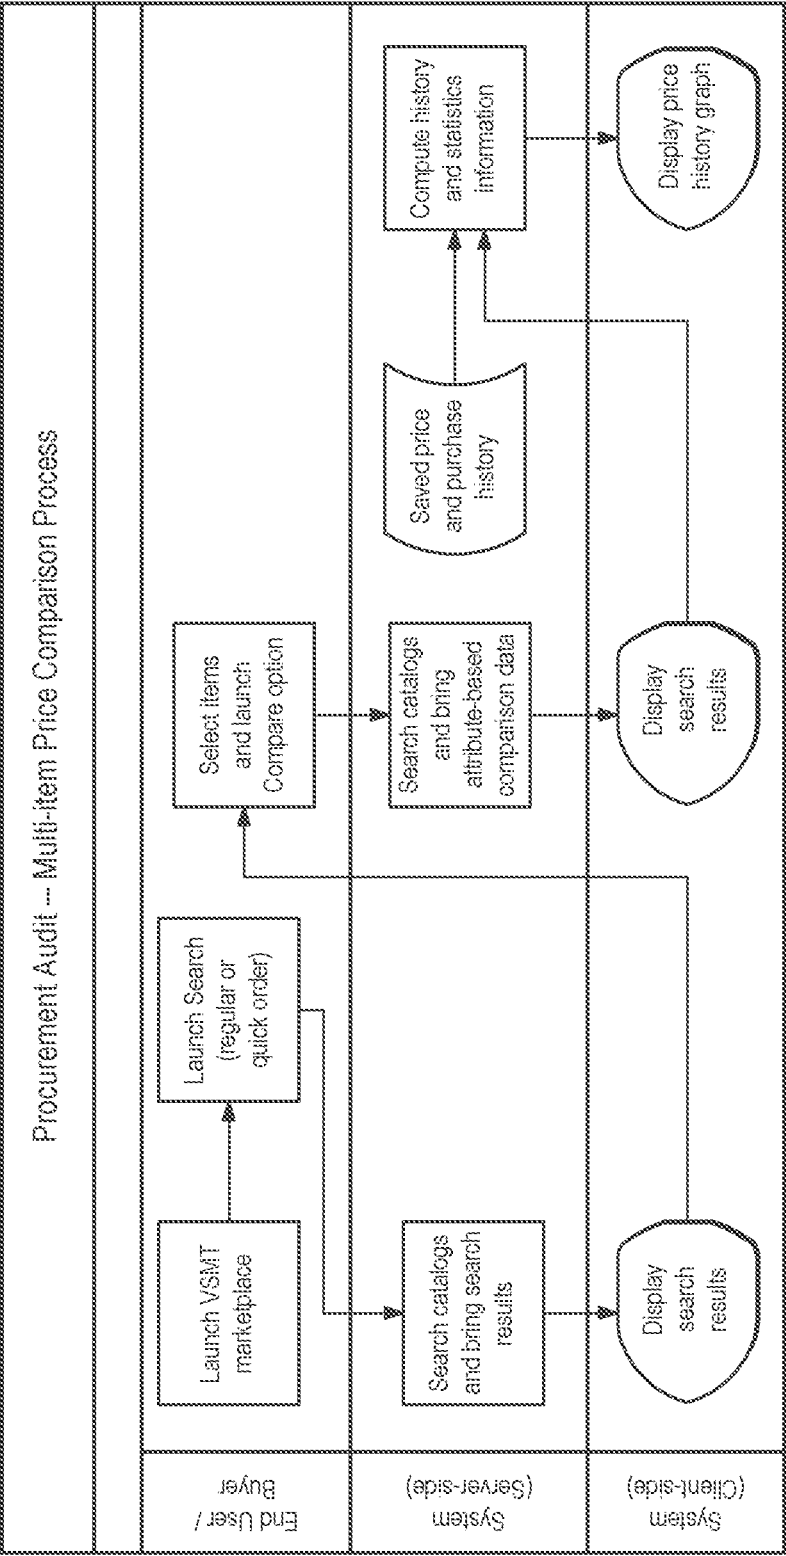 Procurement Audit -- Multi-item Price Comparison Process
End User /
Buyer
Launch VSMT
marketplace
Launch Search
(regular or
quick order)
Select items
and launch
Compare option
System
(Server-side)
Search catalogs
and bring search
results
Search catalogs
and bring
attribute-based
comparison data
Saved price
and purchase
history
Compute history
and statistics
information
System
(Client-side)
Display
search
results
Display
search
results
Display price
history graph